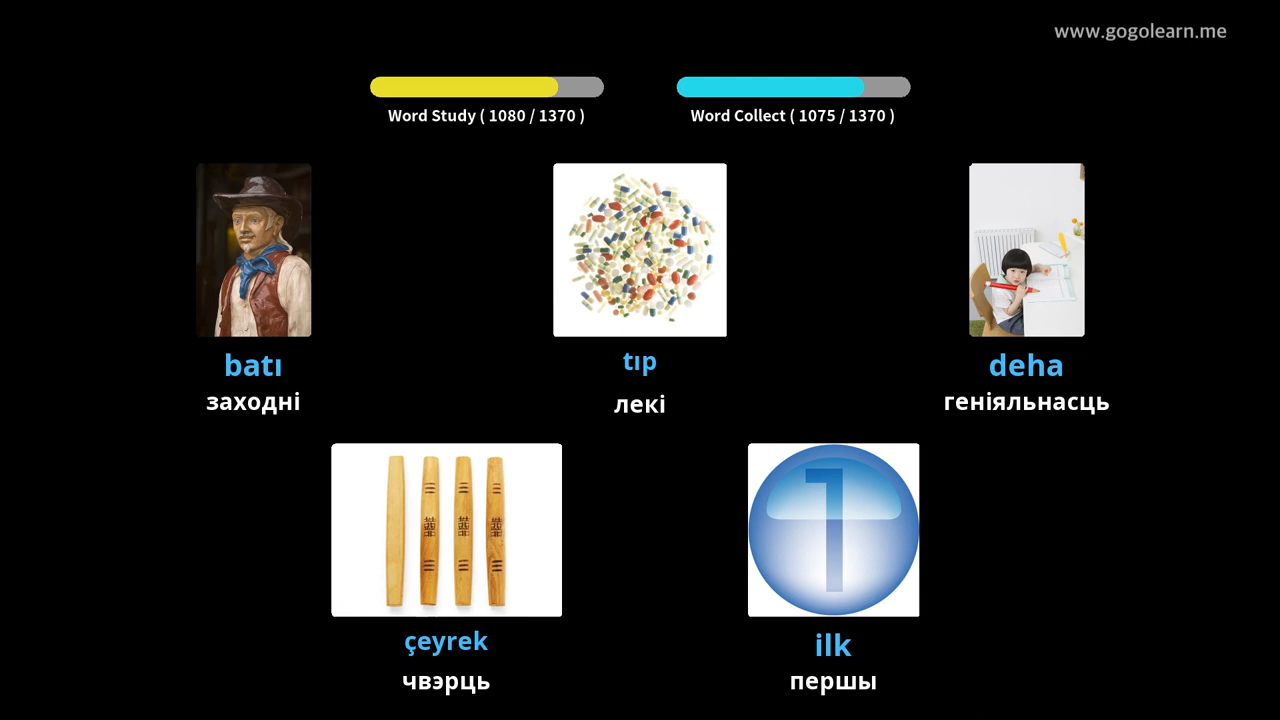 www.gogolearn.me
Word Study ( 1080 / 1370 )
Word Collect ( 1075 / 1370 )
batı
заходні
tıp
лекі
deha
геніяльнасць
çeyrek
чвэрць
ilk
першы
1